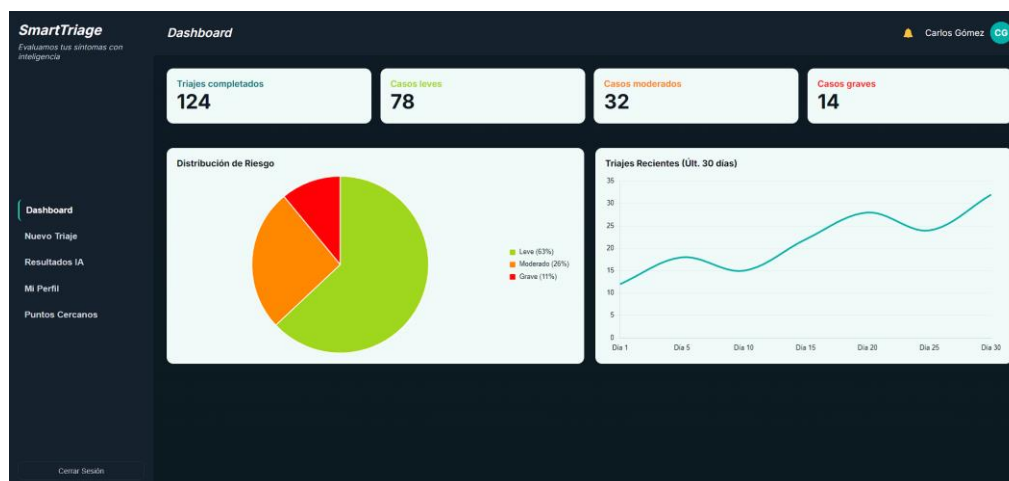 SmartTriage
Evaluamos tus síntomas con
inteligencia
Dashboard
Nuevo Triaje
Resultados IA
Mi Perfil
Puntos Cercanos
Cerrar Sesión
Dashboard
Carlos Gómez
CG
Triajes completados
124
Casos leves
78
Casos moderados
32
Casos graves
14
Distribución de Riesgo
Leve (63%)
Moderado (26%)
Grave (11%)
Triajes Recientes (Últ. 30 días)
35
30
25
20
15
10
5
0
Día 1
Día 5
Día 10
Día 15
Día 20
Día 25
Día 30